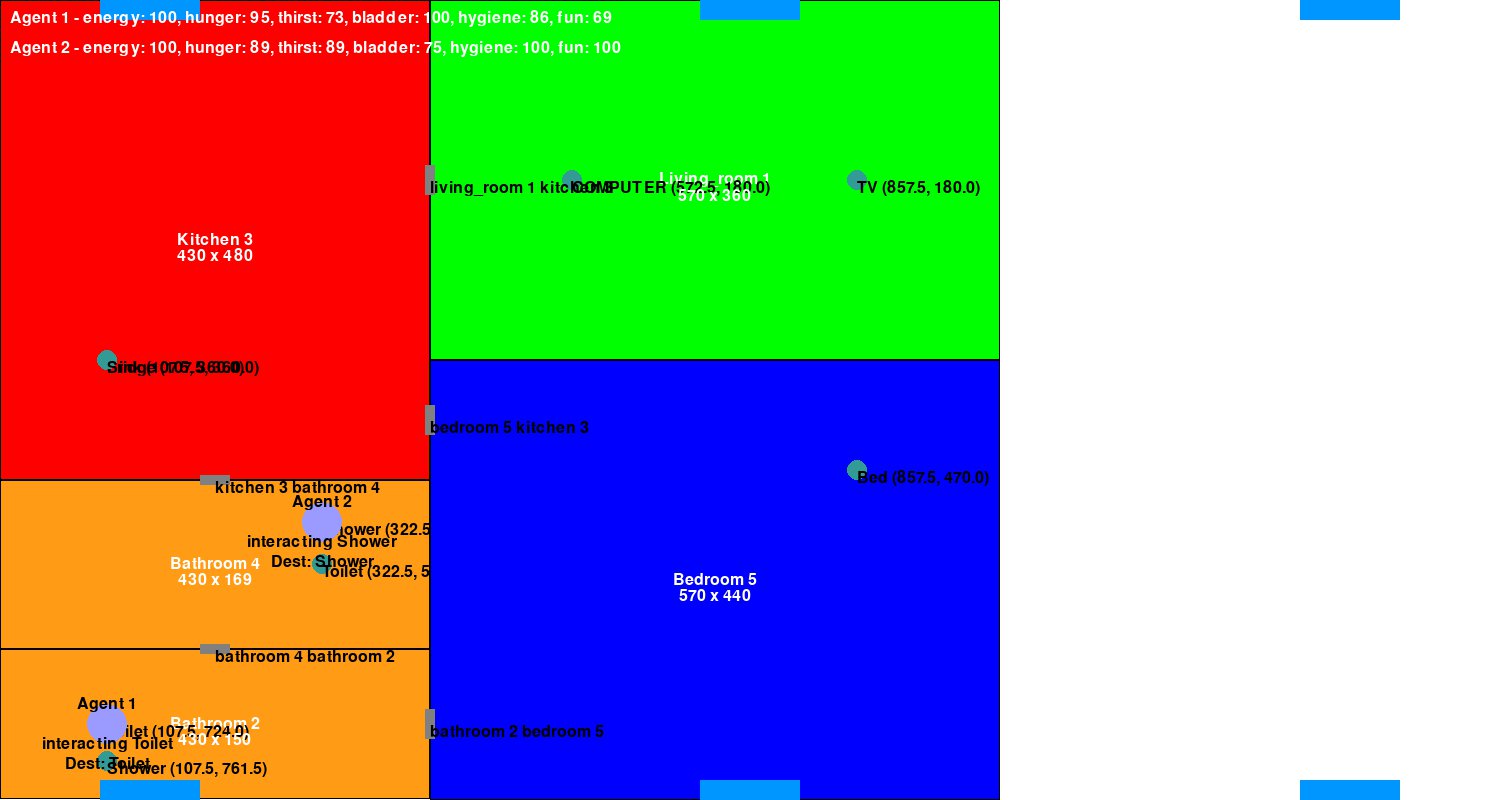 Agent 1 - energy: 100, hunger: 95, thirst: 73, bladder: 100, hygiene: 86, fun: 69
Agent 2 - energy: 100, hunger: 89, thirst: 89, bladder: 75, hygiene: 100, fun: 100
Living_room 1
570 x 360
living_room 1 kitchen 3
COMPUTER (572.5, 180.0)
TV (857.5, 180.0)
Kitchen 3
430 x 480
(107.5, 360.0)
bedroom 5 kitchen 3
Bed (857.5, 470.0)
kitchen 3 bathroom 4
Agent 2
(322.5
interacting Shower
Dest: Shower
Bathroom 4
430 x 169
Toilet (322.5, 5
Bedroom 5
570 x 440
bathroom 4 bathroom 2
Agent 1
Bathroom 2
430 x 150
ilet (107.5, 724.0)
interacting Toilet
Dest: Toilet
Shower (107.5, 761.5)
bathroom 2 bedroom 5